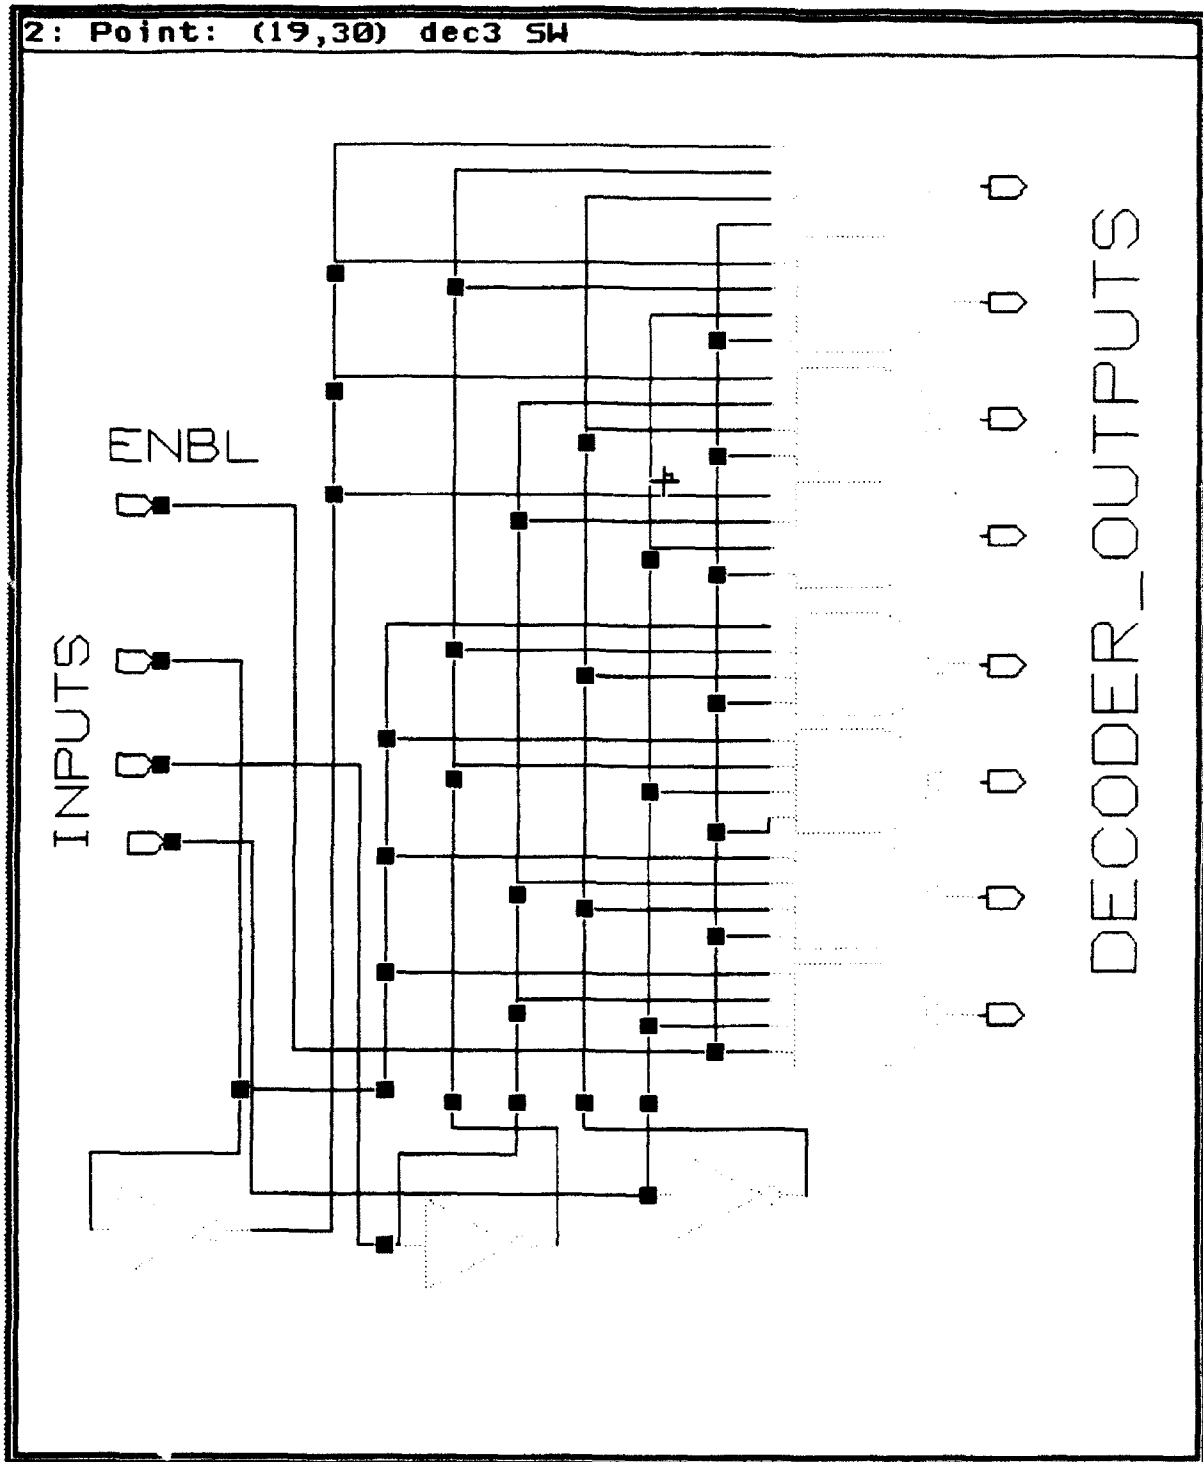 2: Point: (19,30) dec3 SW
ENBL
INPUTS
DECODER_OUTPUTS